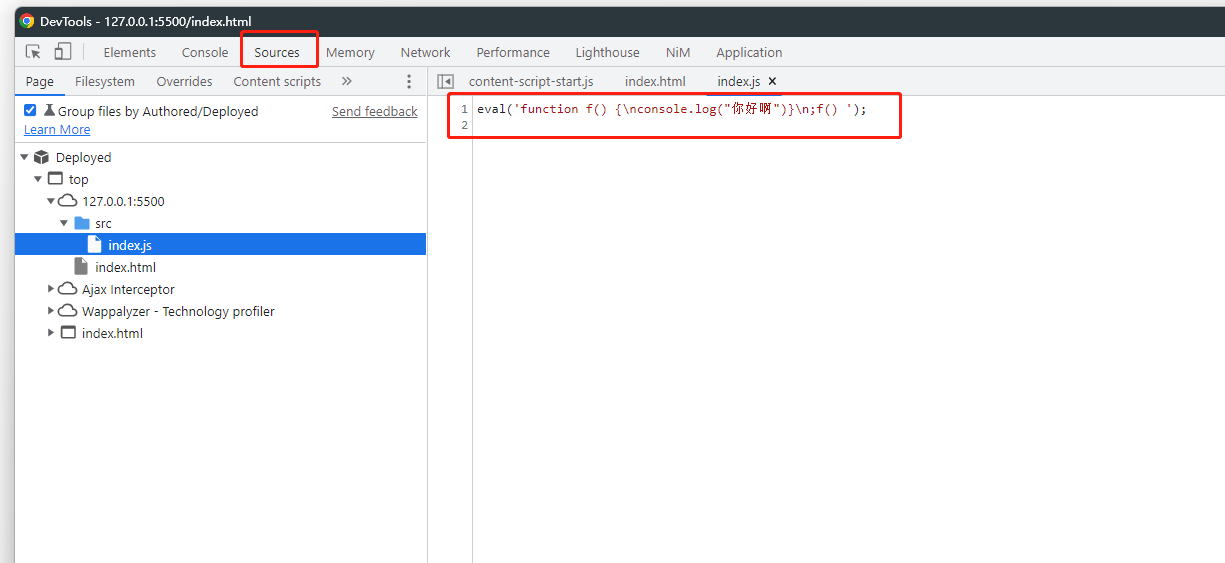 DevTools - 127.0.0.1:5500/index.html
Elements Console Sources Memory Network Performance Lighthouse NiM Application
Page Filesystem Overrides Content scripts »
content-script-start.js index.html index.js ×
Group files by Authored/Deployed Send feedback
Learn More
Deployed
top
127.0.0.1:5500
src
index.js
index.html
Ajax Interceptor
Wappalyzer - Technology profiler
index.html
1 eval('function f() {\nconsole.log("你好啊")}\n;f() ');
2